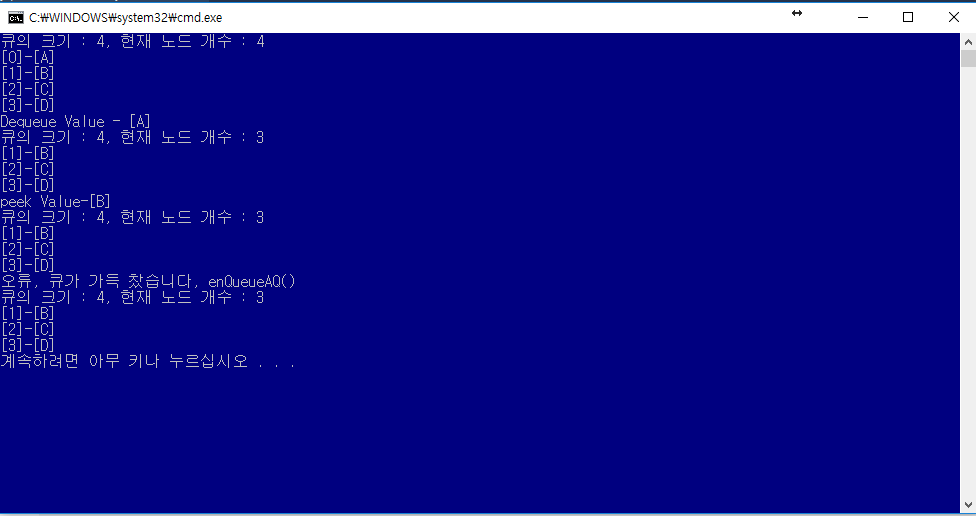 C:\WINDOWS\system32\cmd.exe
큐의 크기 : 4, 현재 노드 개수 : 4
[0]-[A]
[1]-[B]
[2]-[C]
[3]-[D]
Dequeue Value - [A]
큐의 크기 : 4, 현재 노드 개수 : 3
[1]-[B]
[2]-[C]
[3]-[D]
peek Value-[B]
큐의 크기 : 4, 현재 노드 개수 : 3
[1]-[B]
[2]-[C]
[3]-[D]
오류, 큐가 가득 찼습니다, enQueueAQ()
큐의 크기 : 4, 현재 노드 개수 : 3
[1]-[B]
[2]-[C]
[3]-[D]
계속하려면 아무 키나 누르십시오 . . .